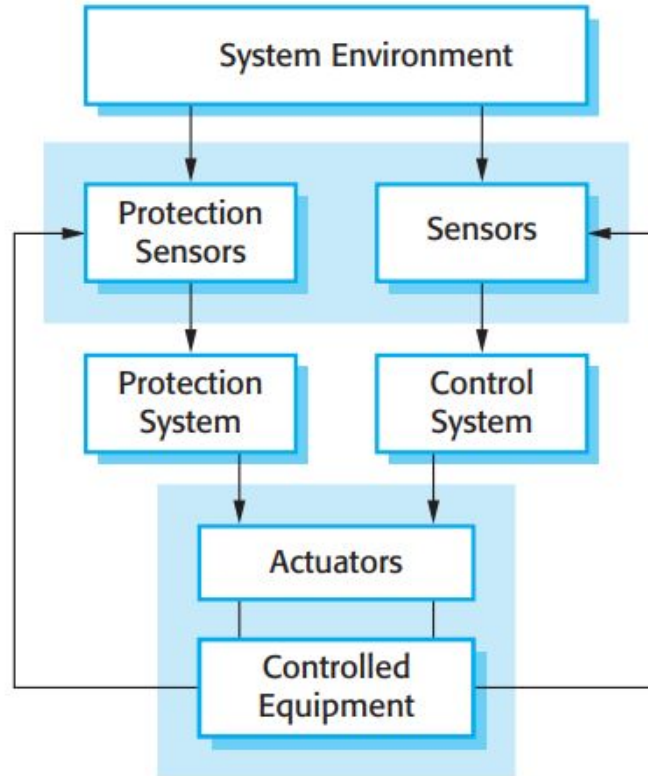 System Environment
Protection
Sensors
Sensors
Protection
System
Control
System
Actuators
Controlled
Equipment